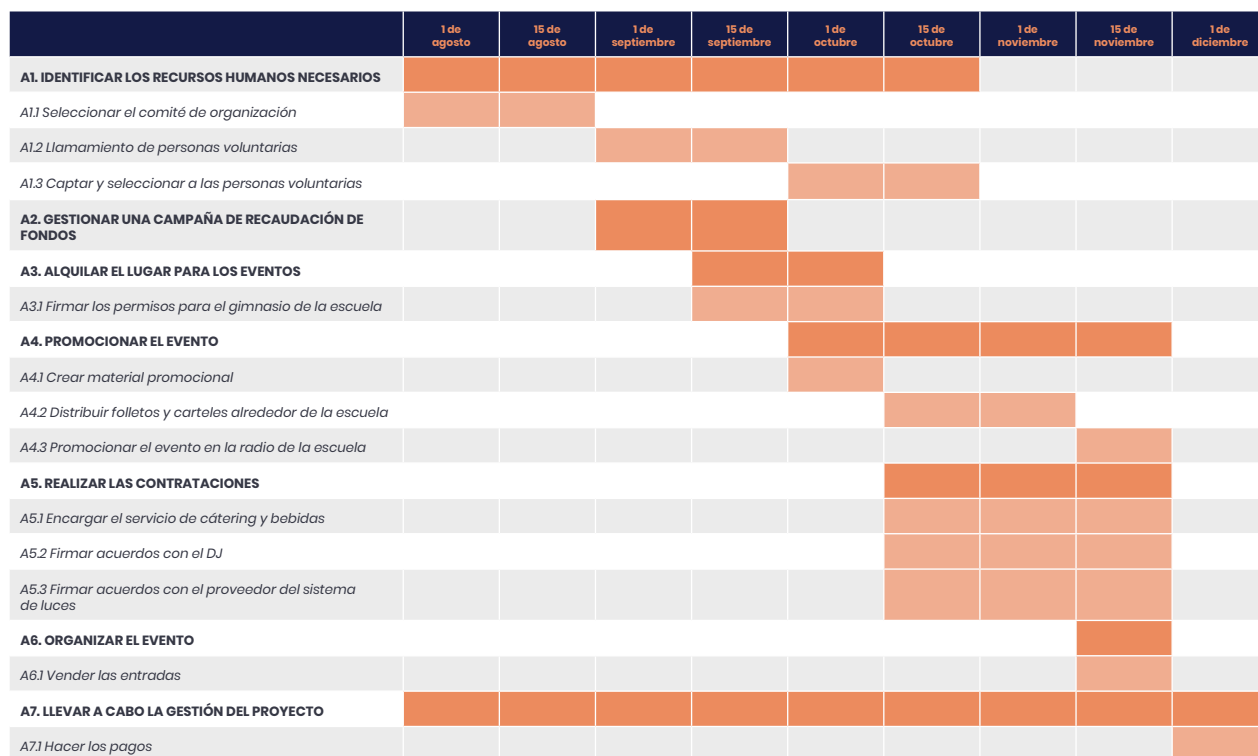 1 de agosto
15 de agosto
1 de septiembre
15 de septiembre
1 de octubre
15 de octubre
1 de noviembre
15 de noviembre
1 de diciembre
A1. IDENTIFICAR LOS RECURSOS HUMANOS NECESARIOS
A1.1 Seleccionar el comité de organización
A1.2 Llamamiento de personas voluntarias
A1.3 Captar y seleccionar a las personas voluntarias
A2. GESTIONAR UNA CAMPAÑA DE RECAUDACIÓN DE
FONDOS
A3. ALQUILAR EL LUGAR PARA LOS EVENTOS
A3.1 Firmar los permisos para el gimnasio de la escuela
A4. PROMOCIONAR EL EVENTO
A4.1 Crear material promocional
A4.2 Distribuir folletos y carteles alrededor de la escuela
A4.3 Promocionar el evento en la radio de la escuela
A5. REALIZAR LAS CONTRATACIONES
A5.1 Encargar el servicio de cátering y bebidas
A5.2 Firmar acuerdos con el DJ
A5.3 Firmar acuerdos con el proveedor del sistema
de luces
A6. ORGANIZAR EL EVENTO
A6.1 Vender las entradas
A7. LLEVAR A CABO LA GESTIÓN DEL PROYECTO
A7.1 Hacer los pagos